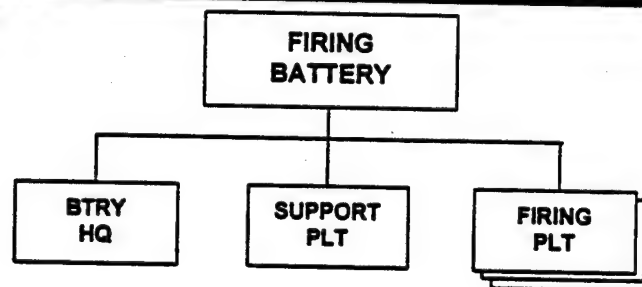 FIRING
BATTERY
BTRY
HQ
SUPPORT
PLT
FIRING
PLT